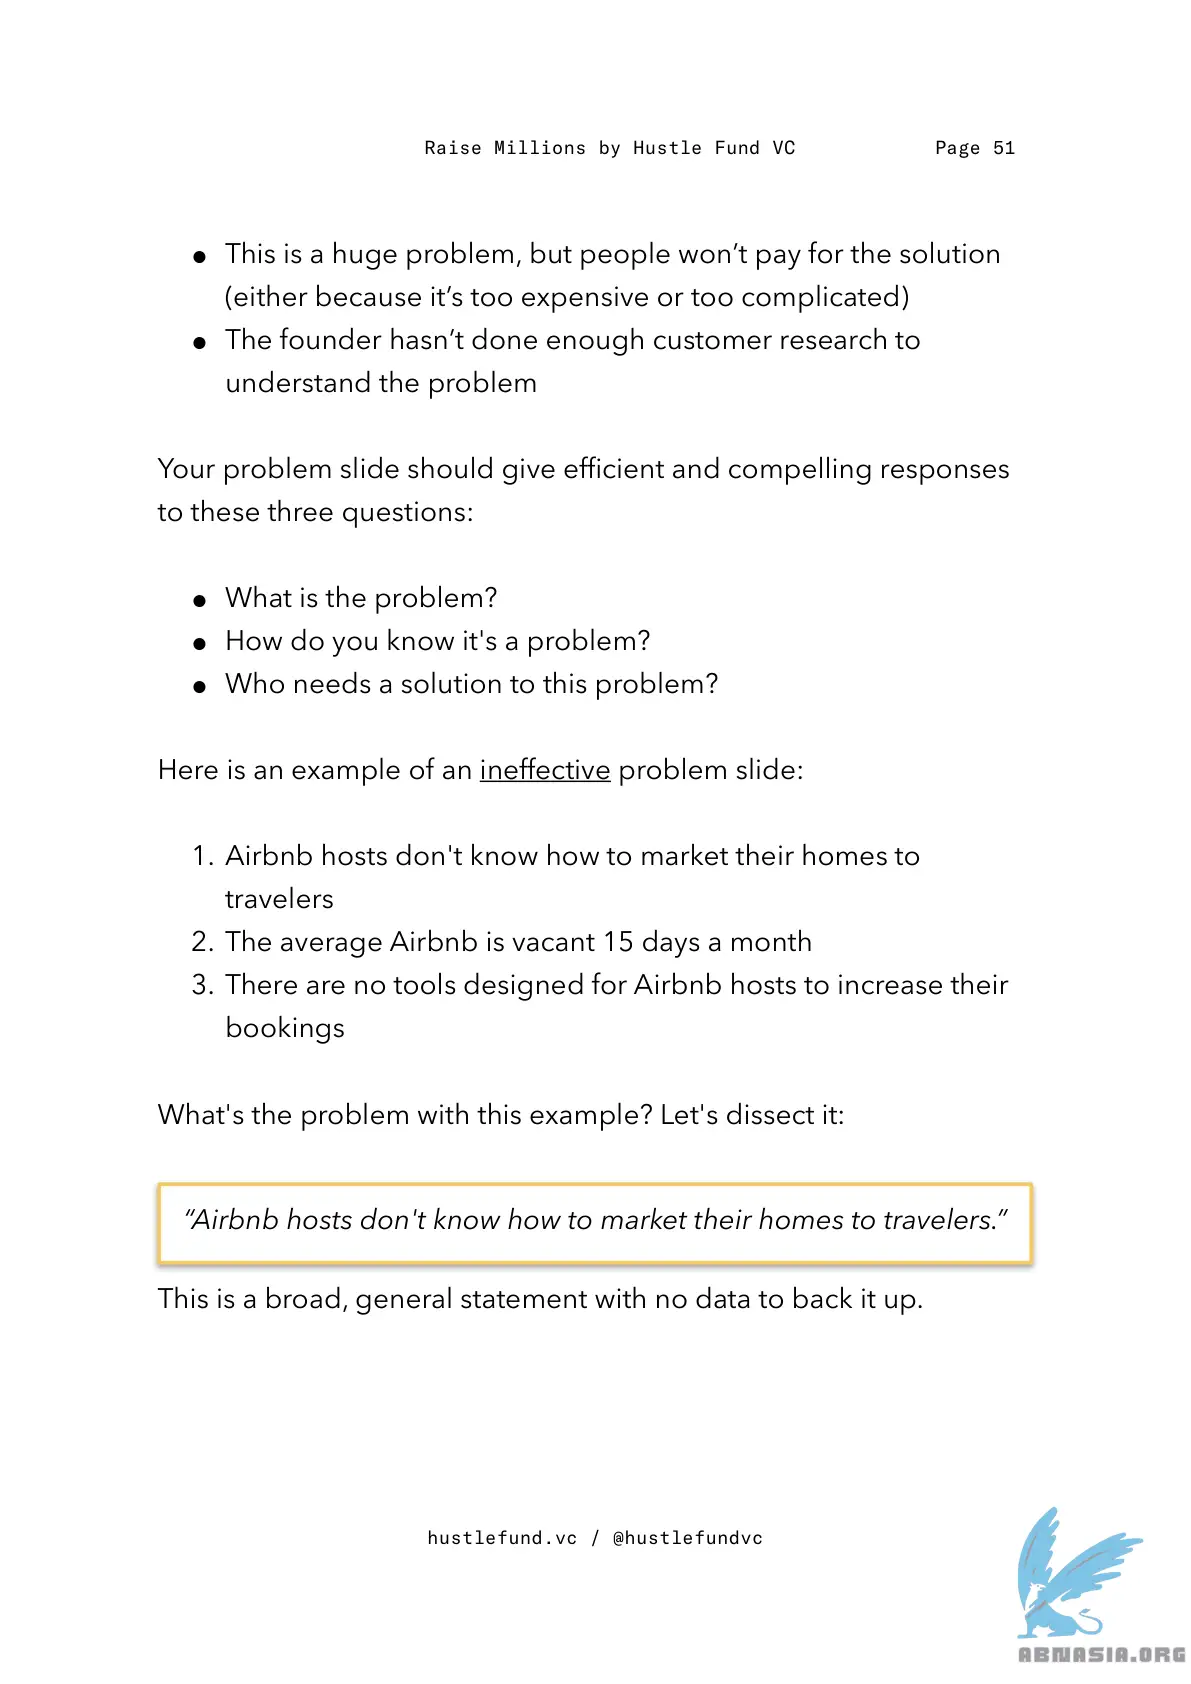 Raise Millions by Hustle Fund VC Page 51
● This is a huge problem, but people won’t pay for the solution
(either because it’s too expensive or too complicated)
● The founder hasn’t done enough customer research to
understand the problem
Your problem slide should give efficient and compelling responses
to these three questions:
● What is the problem?
● How do you know it's a problem?
● Who needs a solution to this problem?
Here is an example of an ineffective problem slide:
1. Airbnb hosts don't know how to market their homes to
travelers
2. The average Airbnb is vacant 15 days a month
3. There are no tools designed for Airbnb hosts to increase their
bookings
What's the problem with this example? Let's dissect it:
“Airbnb hosts don't know how to market their homes to travelers.”
This is a broad, general statement with no data to back it up.
hustlefund.vc / @hustlefundvc
ABNASIA.ORG